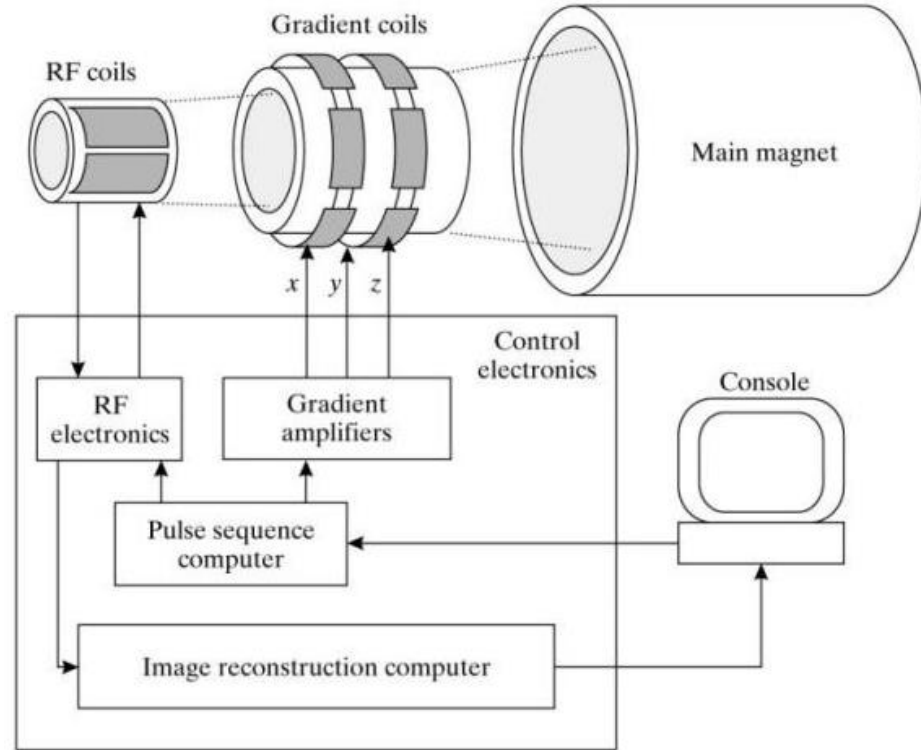 Gradient coils
RF coils
Main magnet
x y z
Control
electronics
Console
RF
electronics
Gradient
amplifiers
Pulse sequence
computer
Image reconstruction computer